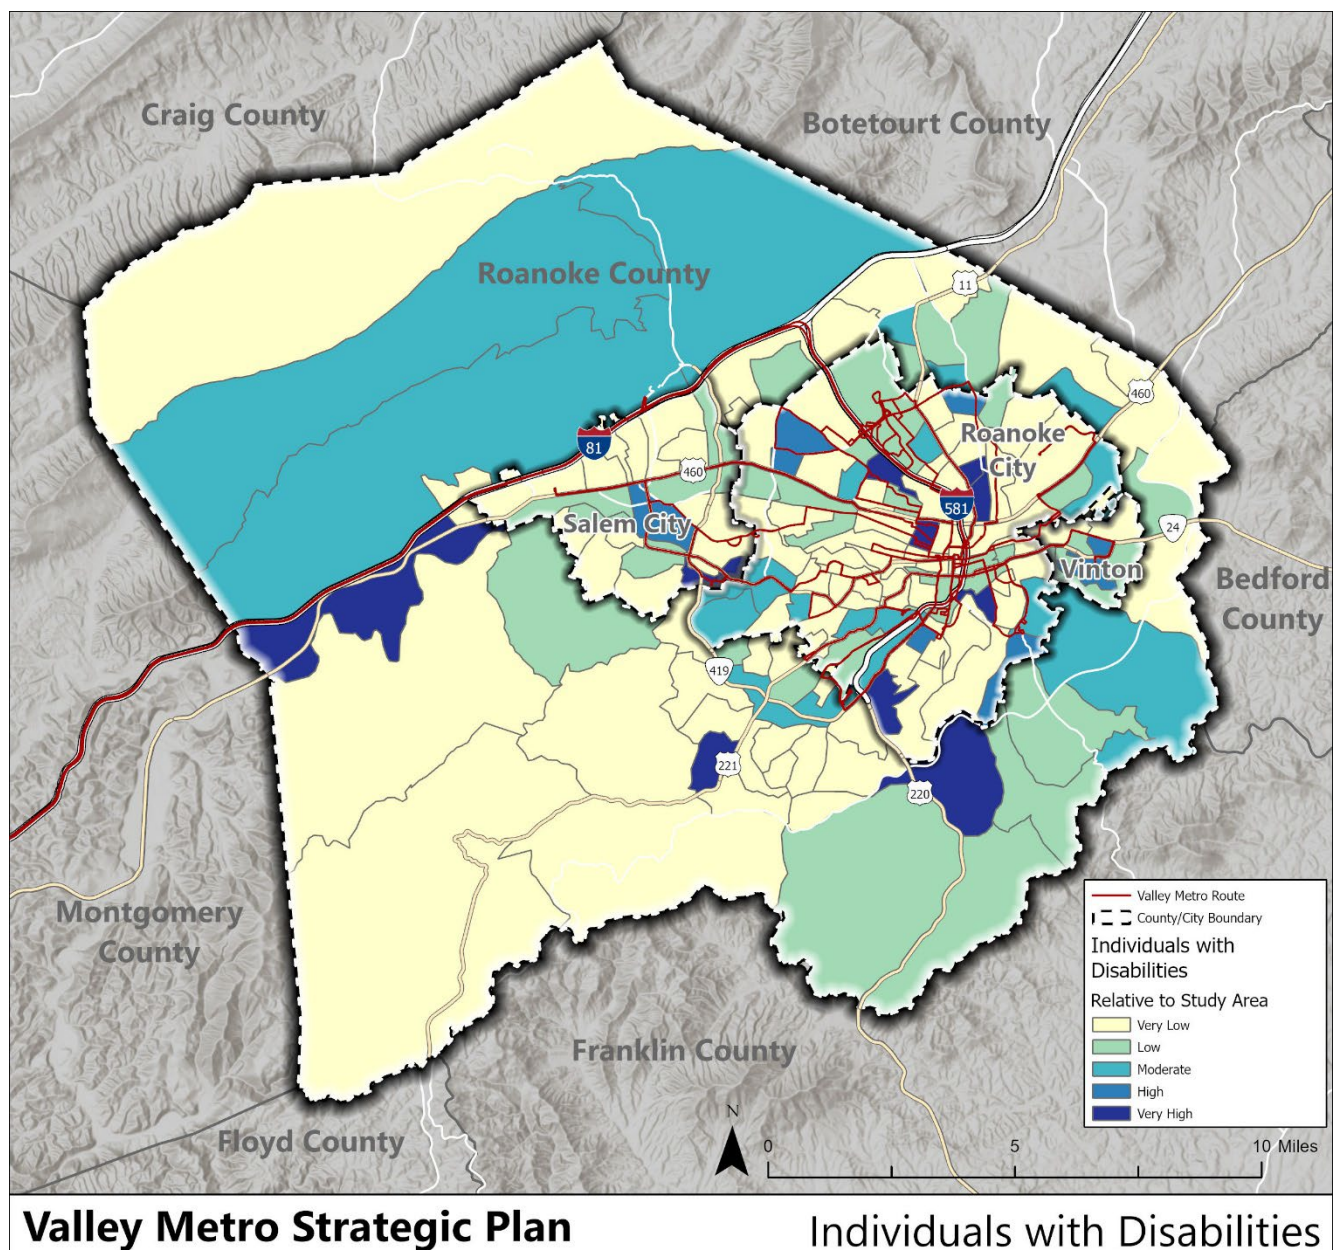 Craig County
Botetourt County
Roanoke County
11
460
Roanoke
City
81
460
581
Salem City
24
Vinton
Bedford
County
419
221
220
Montgomery
County
Franklin County
Floyd County
Valley Metro Route
County/City Boundary
Individuals with
Disabilities
Relative to Study Area
Very Low
Low
Moderate
High
Very High
N
0 5 10 Miles
Valley Metro Strategic Plan
Individuals with Disabilities